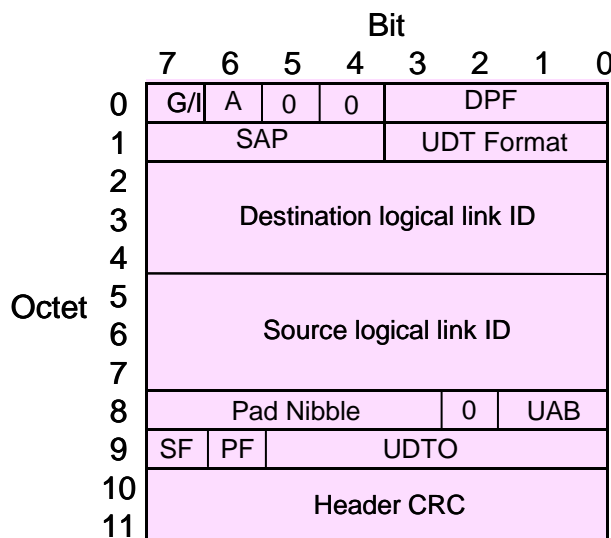 Bit
7 6 5 4 3 2 1 0
0 G/I A 0 0 DPF
1 SAP UDT Format
2
3 Destination logical link ID
4
5
Octet 6 Source logical link ID
7
8 Pad Nibble 0 UAB
9 SF PF UDTO
10
Header CRC
11